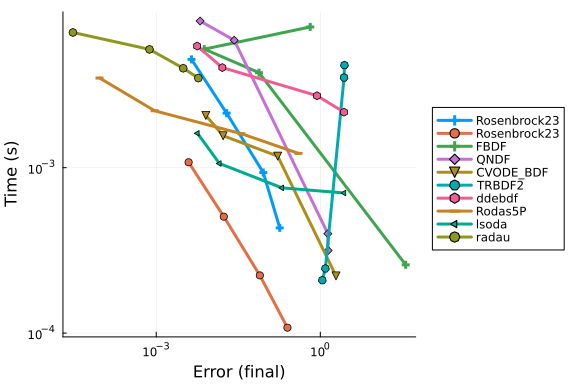 Time (s)
10⁻³
10⁻⁴
10⁻³
10⁰
Error (final)
Rosenbrock23
Rosenbrock23
FBDF
QNDF
CVODE_BDF
TRBDF2
ddebdf
Rodas5P
lsoda
radau